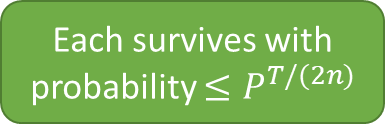 Each survives with
probability ≤ $P^{T/(2n)}$